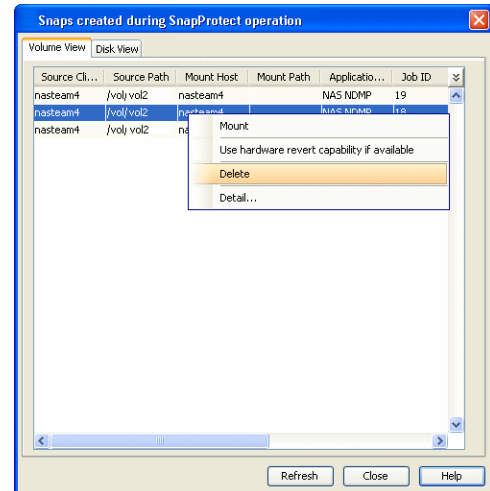 Snaps created during SnapProtect operation
Volume View Disk View
Source Cli... Source Path Mount Host Mount Path Applicatio... Job ID
nasteam4 /vol/vol2 nasteam4 NAS NDMP 19
nasteam4 /vol/vol2 nasteam4 NAS NDMP 18
nasteam4 /vol/vol2
Mount
Use hardware revert capability if available
Delete
Detail...
Refresh Close Help